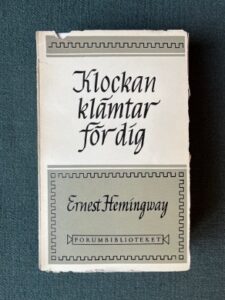 Klockan
klämtar
för dig
Ernest Hemingway
FORUMBIBLIOTEKET